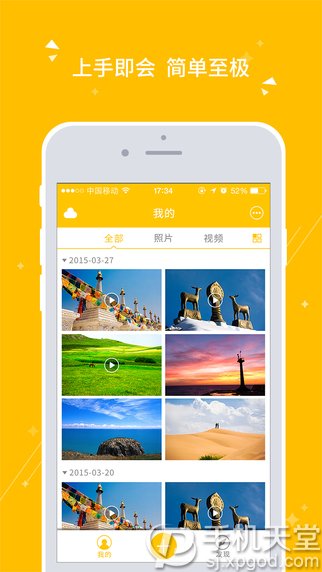 上手即会 简单至极
中国移动 17:34 52%
我的
全部 照片 视频
2015-03-27
2015-03-20
我的 发现
手机天堂
sj.xpgod.com